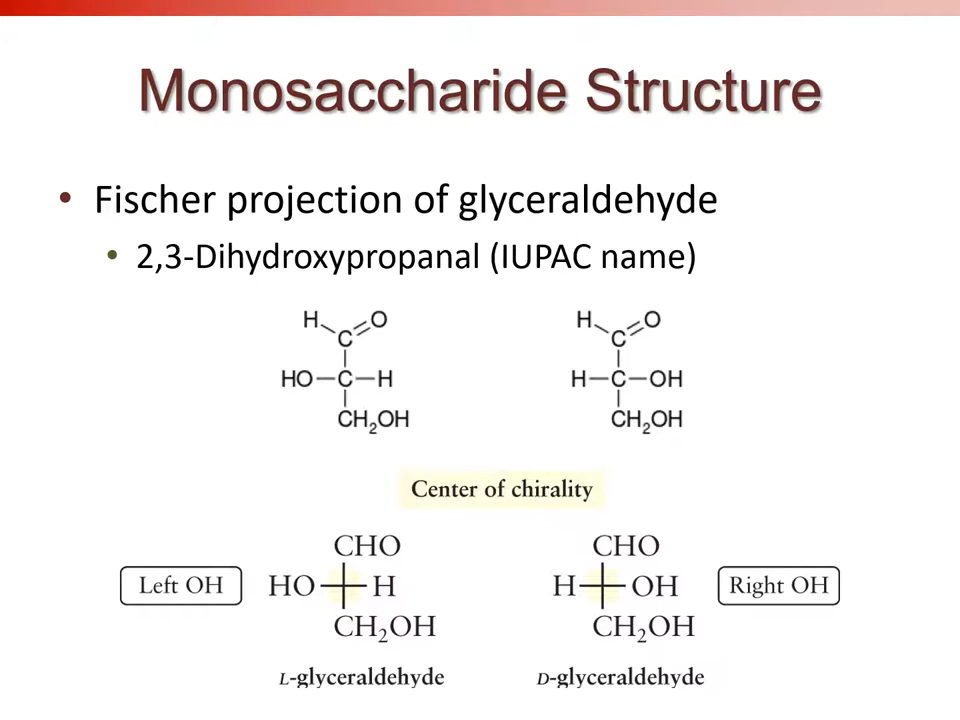 Monosaccharide Structure
• Fischer projection of glyceraldehyde
• 2,3-Dihydroxypropanal (IUPAC name)
H O H O
C C
HO C H H C OH
CH₂OH CH₂OH
Center of chirality
CHO CHO
Left OH HO H H OH Right OH
CH₂OH CH₂OH
L-glyceraldehyde D-glyceraldehyde